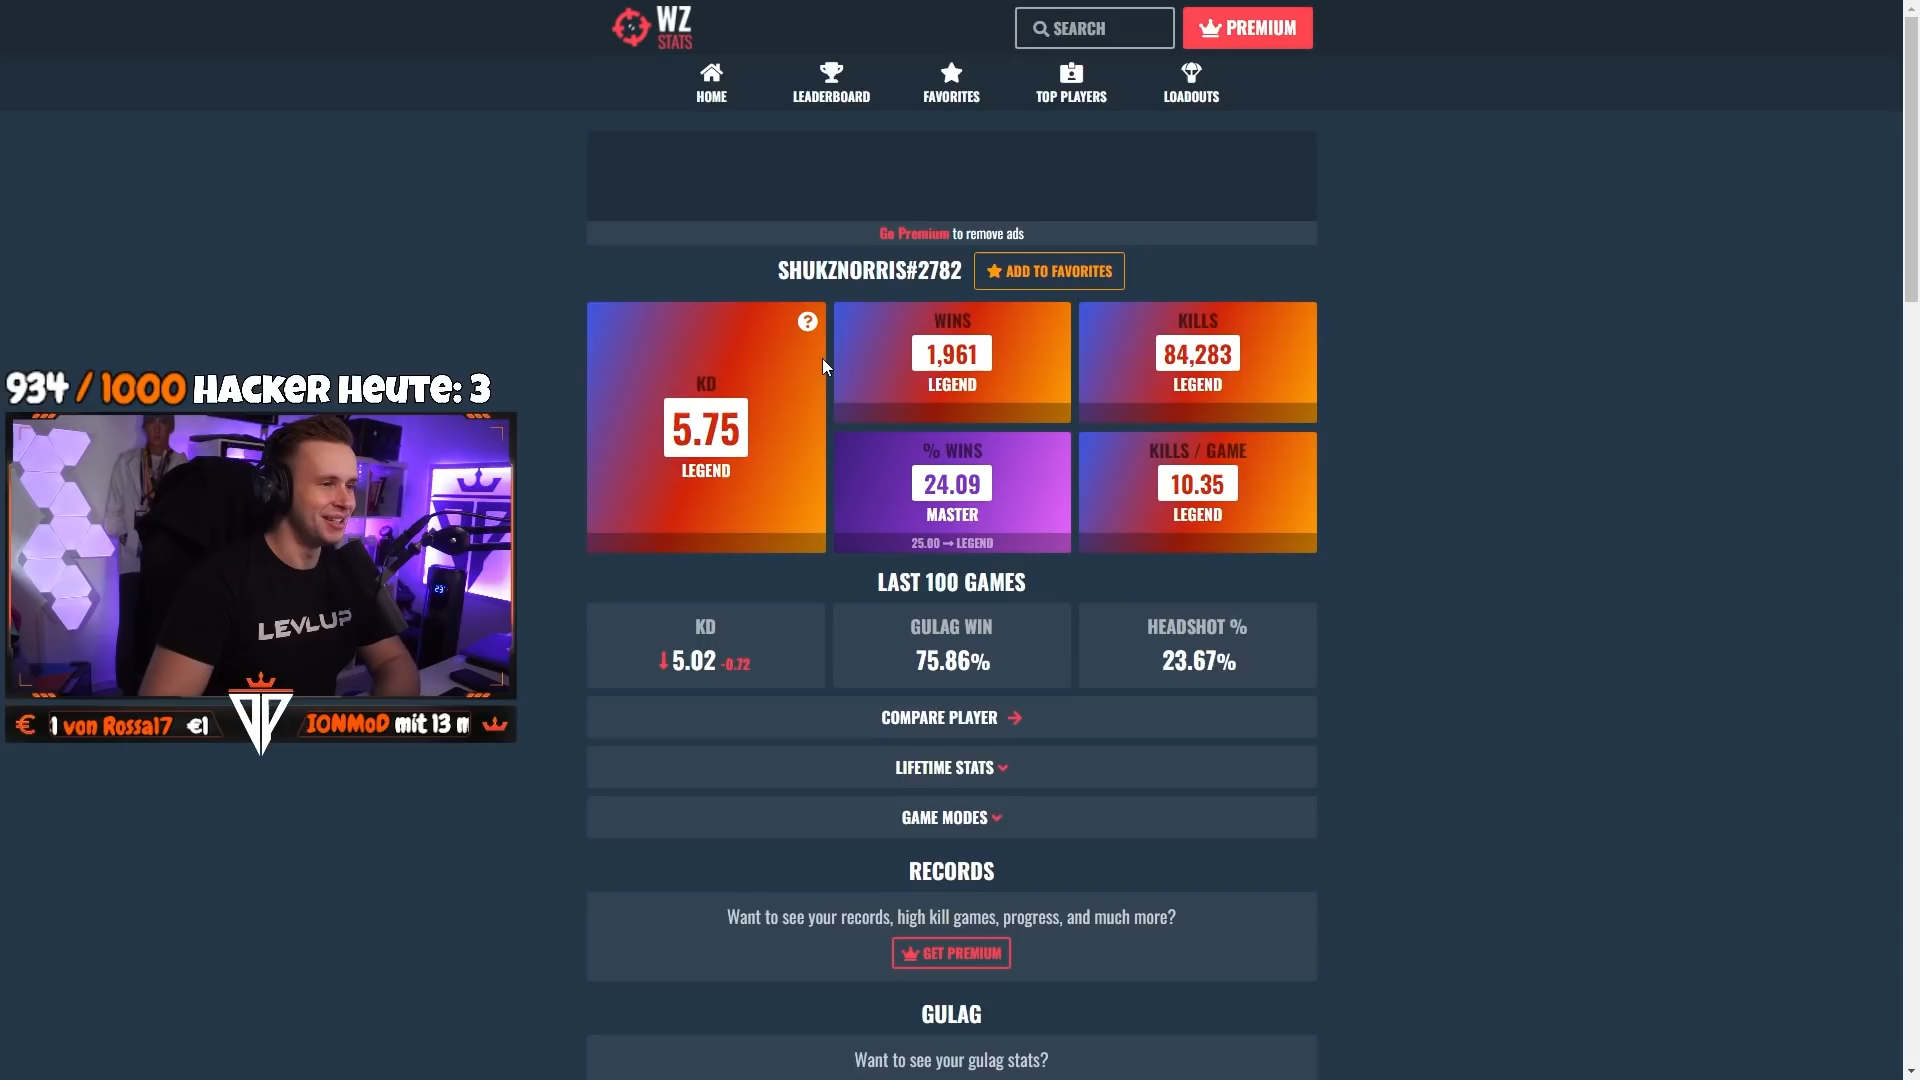 WZ
STATS
SEARCH
PREMIUM
HOME
LEADERBOARD
FAVORITES
TOP PLAYERS
LOADOUTS
Go Premium to remove ads
SHUKZNORRIS#2782
ADD TO FAVORITES
KD
5.75
LEGEND
WINS
1,961
LEGEND
KILLS
84,283
LEGEND
% WINS
24.09
MASTER
25.00 → LEGEND
KILLS / GAME
10.35
LEGEND
934 / 1000 HACKER HEUTE: 3
LEVLUP
23°
€ 1 von Rossa17 €1
IONMoD mit 13 m
LAST 100 GAMES
KD
5.02 -0.72
GULAG WIN
75.86%
HEADSHOT %
23.67%
COMPARE PLAYER →
LIFETIME STATS
GAME MODES
RECORDS
Want to see your records, high kill games, progress, and much more?
GET PREMIUM
GULAG
Want to see your gulag stats?